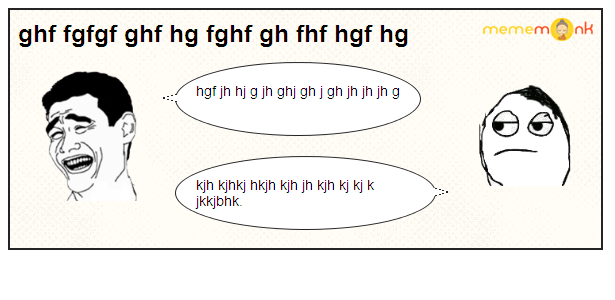 ghf fgfgf ghf hg fghf gh fhf hgf hg
mememonk
hgf jh hj g jh ghj gh j gh jh jh jh g
kjh kjhkj hkjh kjh jh kjh kj kj k
jkkjbhk.